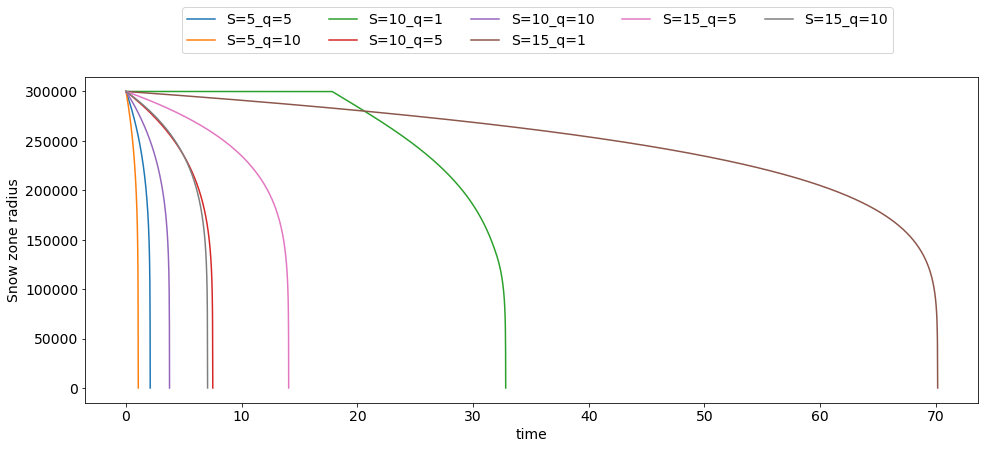 S=5_q=5 S=10_q=1 S=10_q=10 S=15_q=5 S=15_q=10
S=5_q=10 S=10_q=5 S=15_q=1
300000
250000
200000
150000
100000
50000
0
Snow zone radius
0 10 20 30 40 50 60 70
time